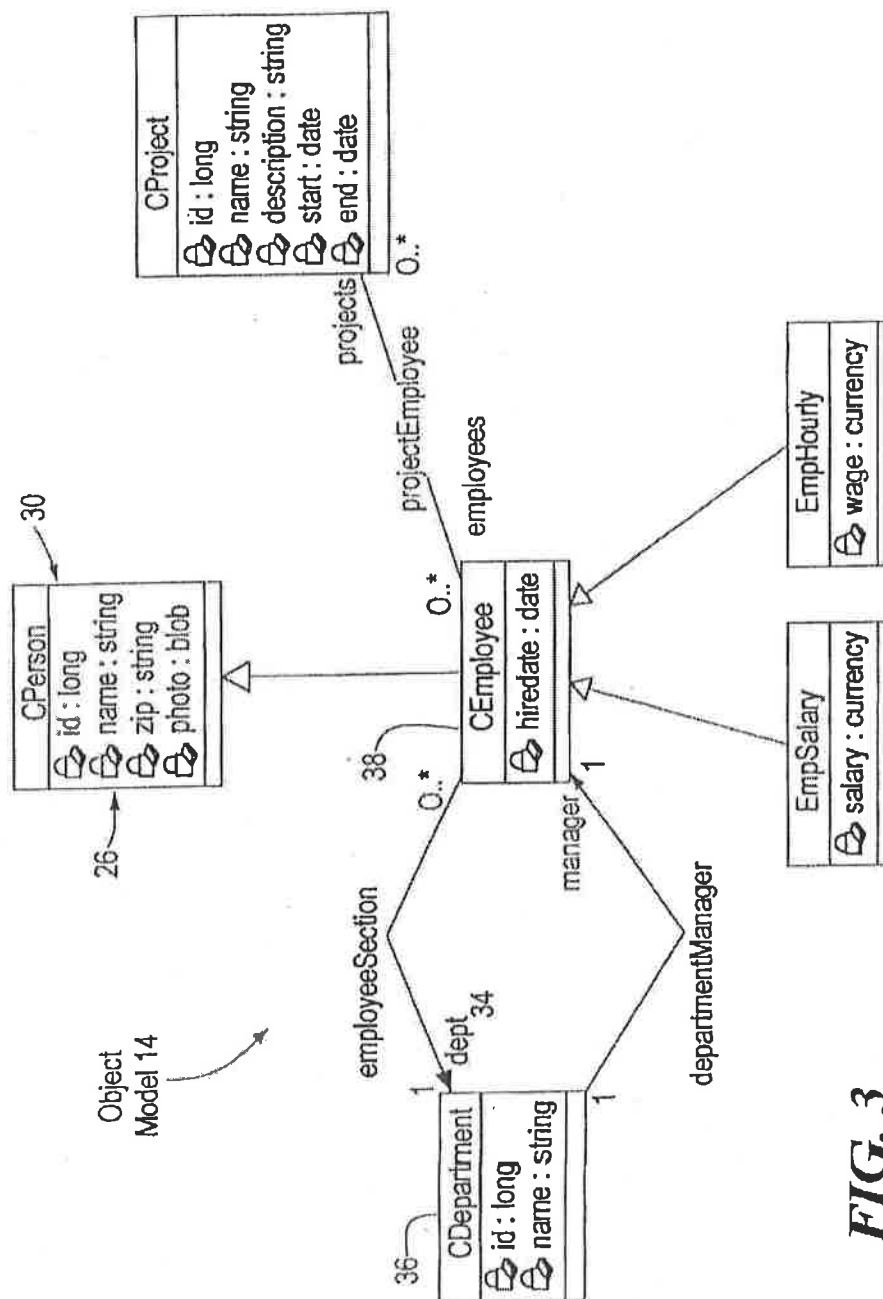 Object
Model 14
30
CPerson
id : long
name : string
zip : string
photo : blob
26
CProject
id : long
name : string
description : string
start : date
end : date
0..*
projects
projectEmployee
employees
0..*
38
CEmployee
hiredate : date
0..*
employeeSection
1
dept
34
36
CDepartment
id : long
name : string
1
departmentManager
manager
1
EmpSalary
salary : currency
EmpHourly
wage : currency
FIG. 3